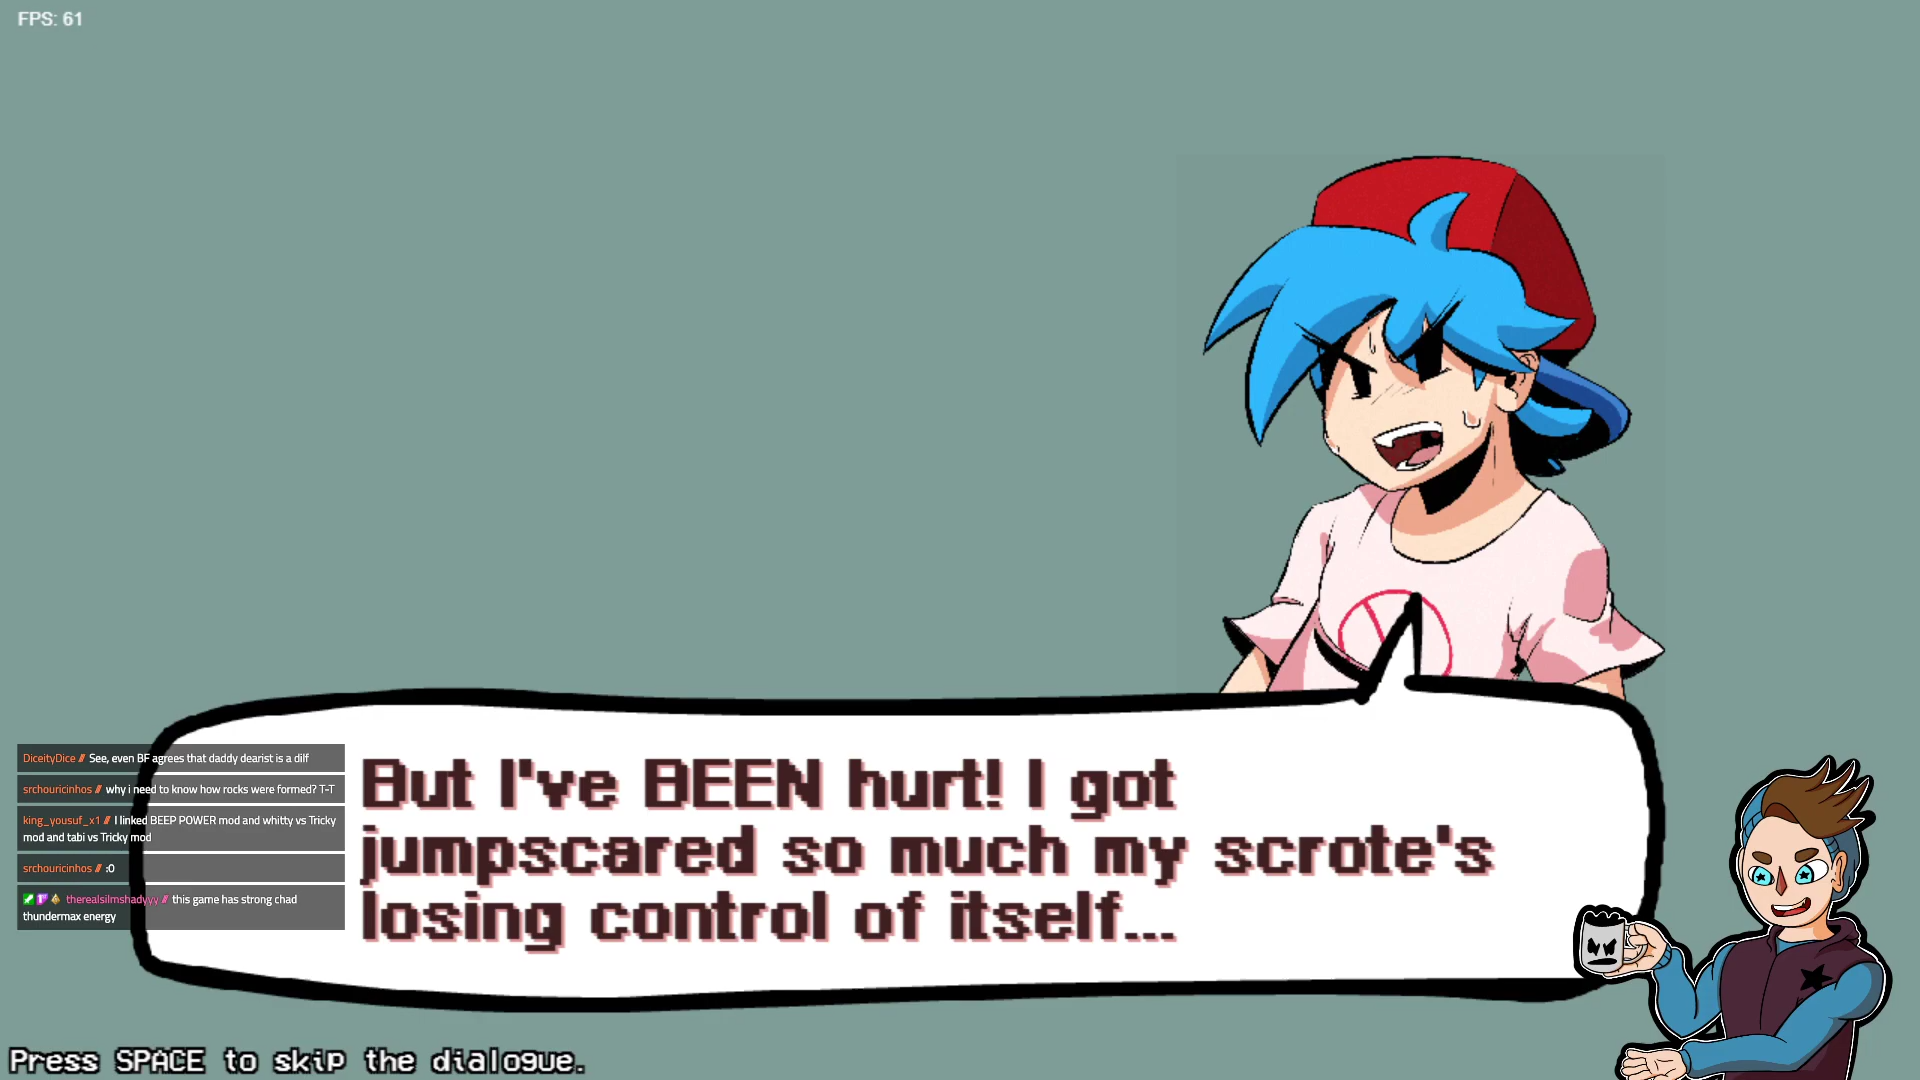 FPS: 61
But I've BEEN hurt! I got
jumpscared so much my scrote's
losing control of itself...
DiceityDice // See, even BF agrees that daddy dearist is a dilf
srchouricinhos // why i need to know how rocks were formed? T-T
king_yousuf_x1 // I linked BEEP POWER mod and whitty vs Tricky
mod and tabi vs Tricky mod
srchouricinhos // :0
therealsilmshadyyy // this game has strong chad
thundermax energy
Press SPACE to skip the dialogue.